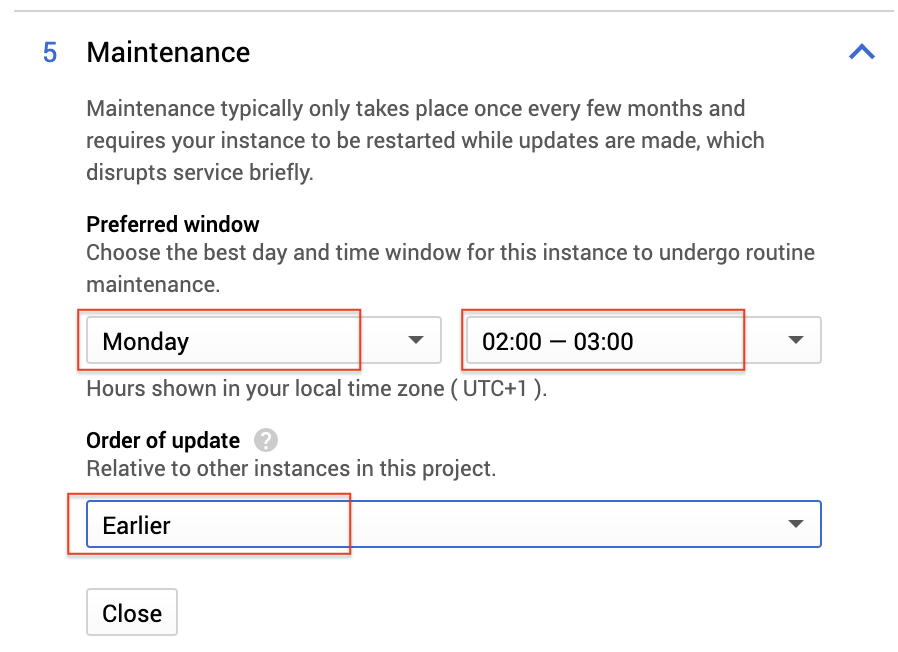 5 Maintenance
Maintenance typically only takes place once every few months and
requires your instance to be restarted while updates are made, which
disrupts service briefly.
Preferred window
Choose the best day and time window for this instance to undergo routine
maintenance.
Monday 02:00 — 03:00
Hours shown in your local time zone ( UTC+1 ).
Order of update ?
Relative to other instances in this project.
Earlier
Close